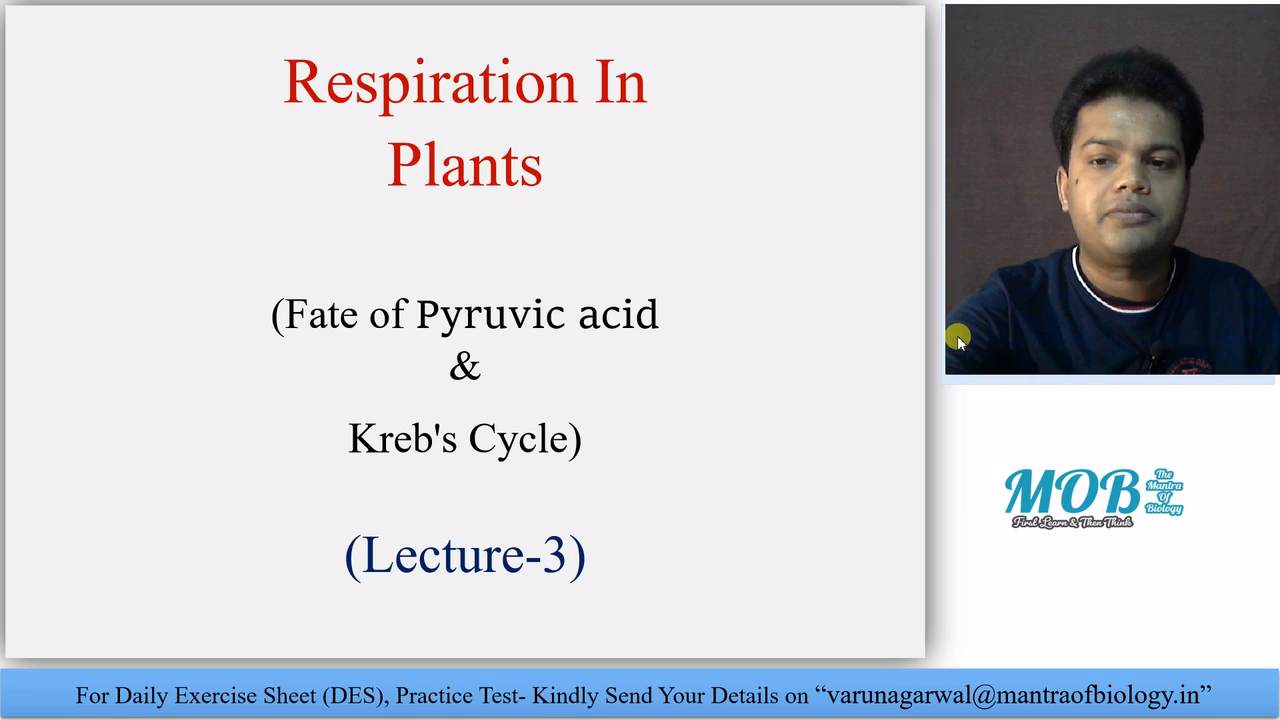 Respiration In
Plants
(Fate of Pyruvic acid
&
Kreb's Cycle)
(Lecture-3)
MOB
The
Mantra
Of
Biology
First Learn & Then Think
For Daily Exercise Sheet (DES), Practice Test- Kindly Send Your Details on “varunagarwal@mantraofbiology.in”